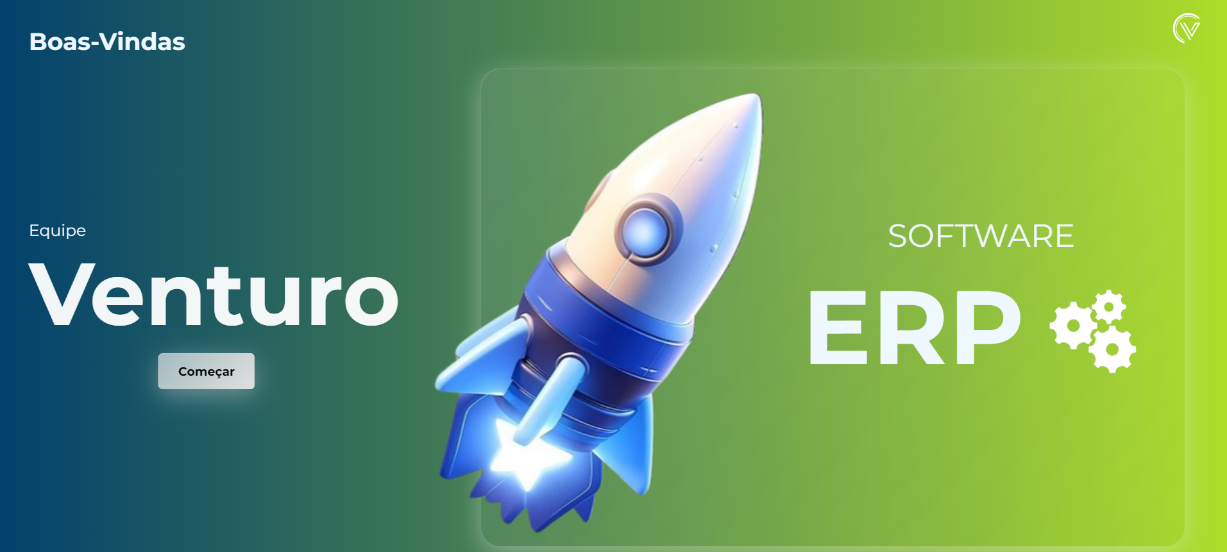 Boas-Vindas
Equipe
Venturo
Começar
SOFTWARE
ERP